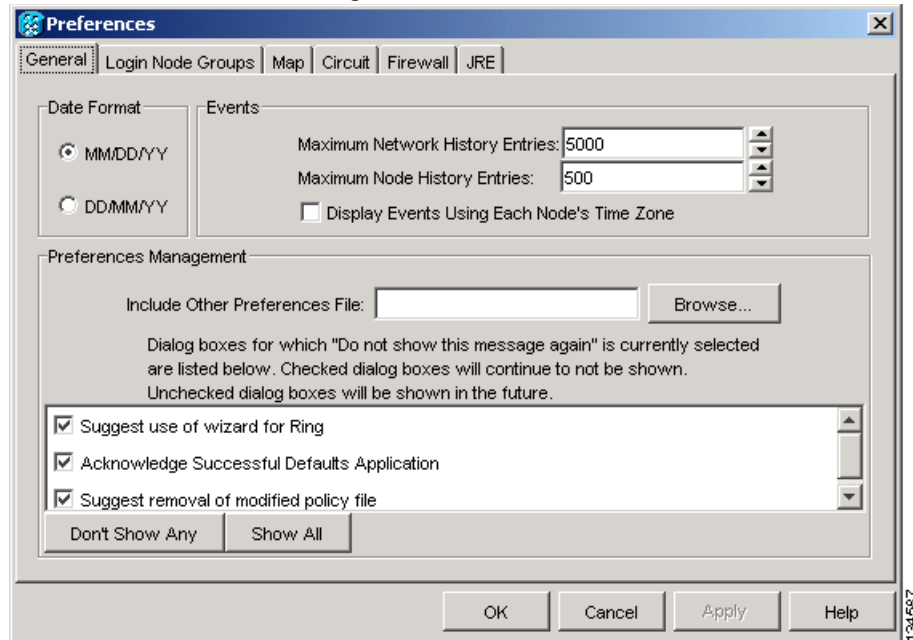 Preferences
General Login Node Groups Map Circuit Firewall JRE
Date Format
MM/DD/YY
DD/MM/YY
Events
Maximum Network History Entries: 5000
Maximum Node History Entries: 500
Display Events Using Each Node's Time Zone
Preferences Management
Include Other Preferences File: Browse...
Dialog boxes for which "Do not show this message again" is currently selected
are listed below. Checked dialog boxes will continue to not be shown.
Unchecked dialog boxes will be shown in the future.
Suggest use of wizard for Ring
Acknowledge Successful Defaults Application
Suggest removal of modified policy file
Don't Show Any Show All
OK Cancel Apply Help
134587